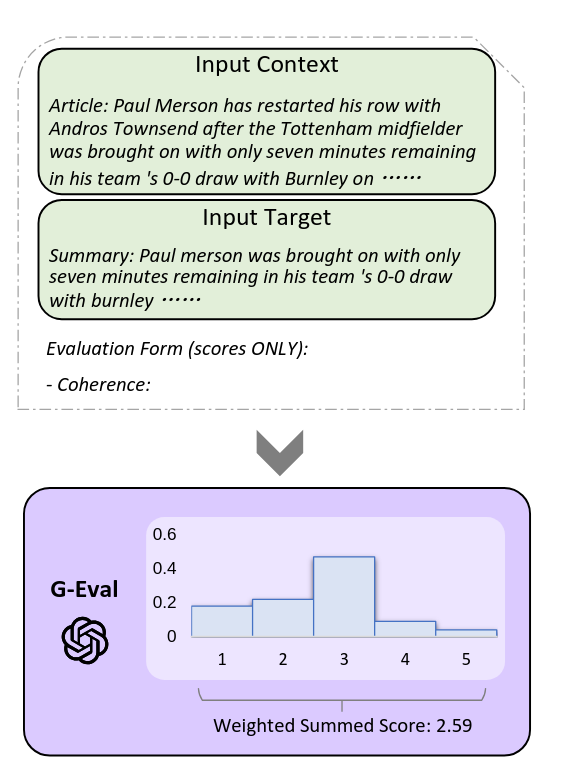 Input Context
Article: Paul Merson has restarted his row with
Andros Townsend after the Tottenham midfielder
was brought on with only seven minutes remaining
in his team 's 0-0 draw with Burnley on ······
Input Target
Summary: Paul merson was brought on with only
seven minutes remaining in his team 's 0-0 draw
with burnley ······
Evaluation Form (scores ONLY):
- Coherence:
G-Eval
0.6
0.4
0.2
0
1 2 3 4 5
Weighted Summed Score: 2.59